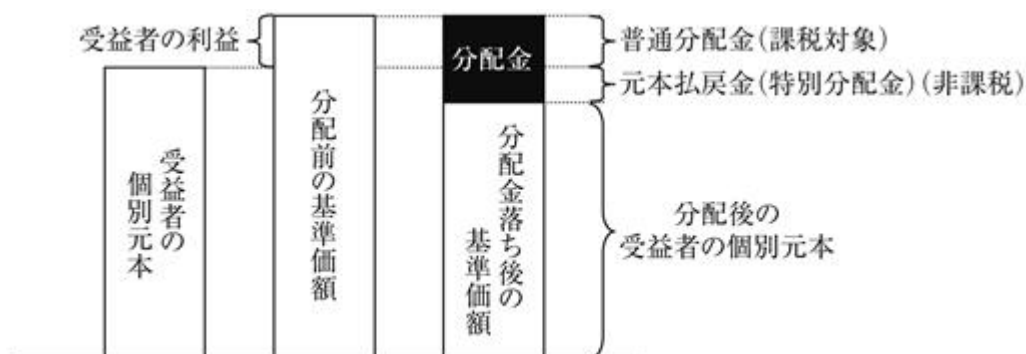 受益者の利益
分配金
普通分配金(課税対象)
元本払戻金(特別分配金)(非課税)
受益者の
個別元本
分配前の基準価額
分配金落ち後の
基準価額
分配後の
受益者の個別元本